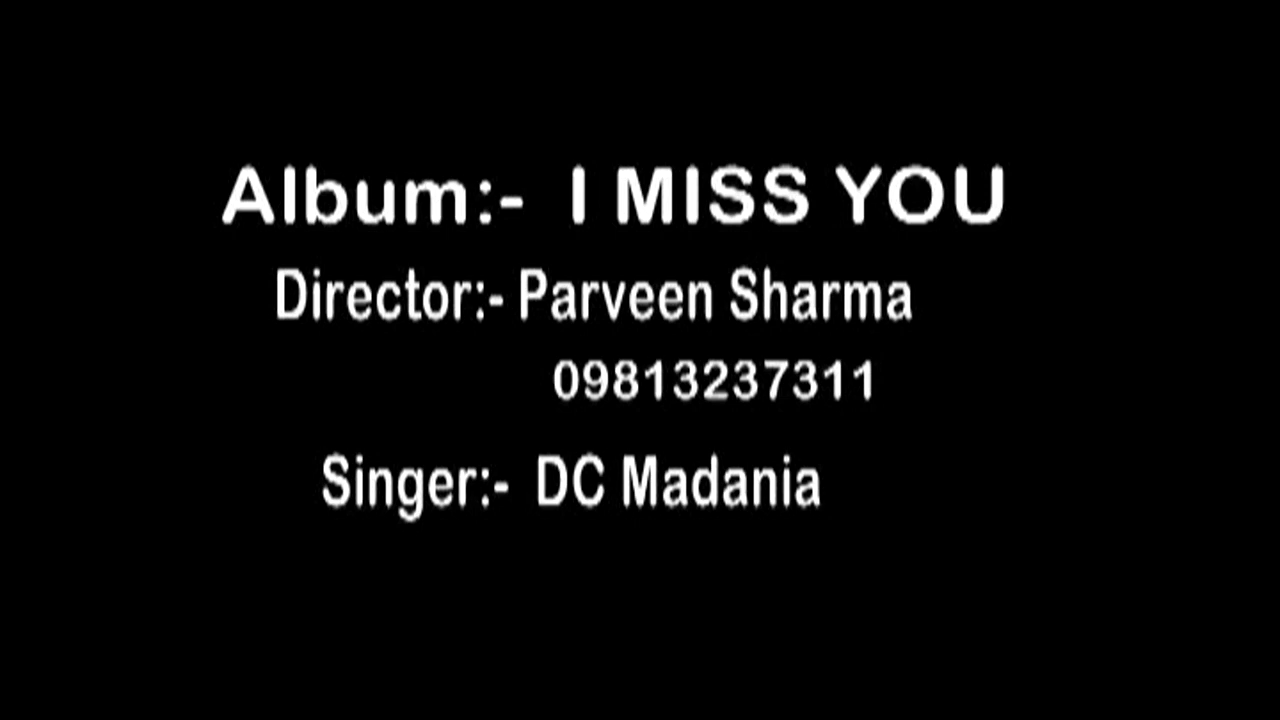 Album:- I MISS YOU
Director:- Parveen Sharma
09813237311
Singer:- DC Madania